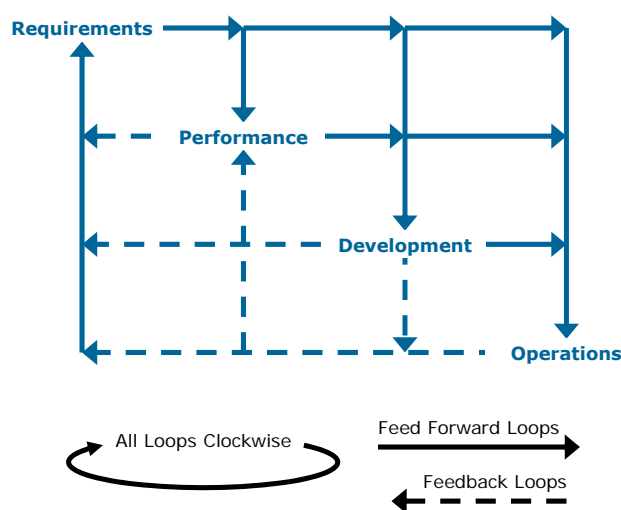 Requirements
Performance
Development
Operations
All Loops Clockwise
Feed Forward Loops
Feedback Loops